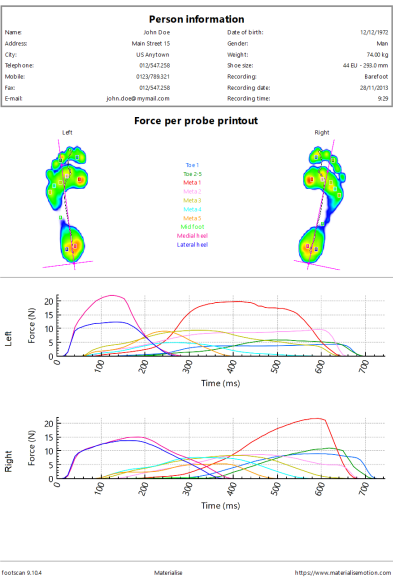 Person information
Name: John Doe Date of birth: 12/12/1972
Address: Main Street 15 Gender: Man
City: US Anytown Weight: 74.00 kg
Telephone: 012/547.258 Shoe size: 44 EU - 293.0 mm
Mobile: 0123/789.321 Recording: Barefoot
Fax: 012/547.258 Recording date: 28/11/2013
E-mail: john.doe@mymail.com Recording time: 9:29
Force per probe printout
Left Right
Toe 1
Toe 2-5
Meta 1
Meta 2
Meta 3
Meta 4
Meta 5
Midfoot
Medial heel
Lateral heel
Left
Force (N)
20
15
10
5
0
0 100 200 300 400 500 600 700
Time (ms)
Right
Force (N)
20
15
10
5
0
0 100 200 300 400 500 600 700
Time (ms)
footscan 9.10.4 Materialise https://www.materialisemotion.com